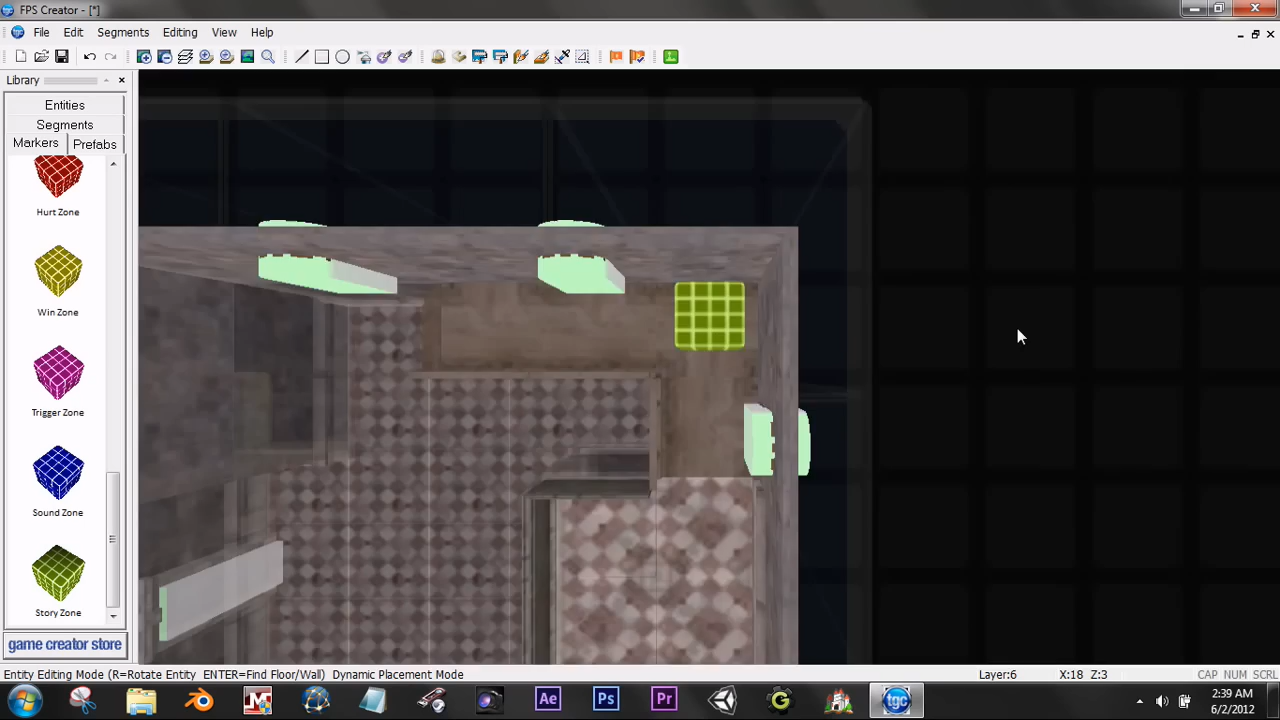 FPS Creator - [*]
File Edit Segments Editing View Help
Library
Entities
Segments
Markers Prefabs
Hurt Zone
Win Zone
Trigger Zone
Sound Zone
Story Zone
game creator store
Entity Editing Mode (R=Rotate Entity ENTER=Find Floor/Wall) Dynamic Placement Mode Layer:6 X:18 Z:3 CAP NUM SCRL
Ae Ps Pr tgc 2:39 AM
6/2/2012